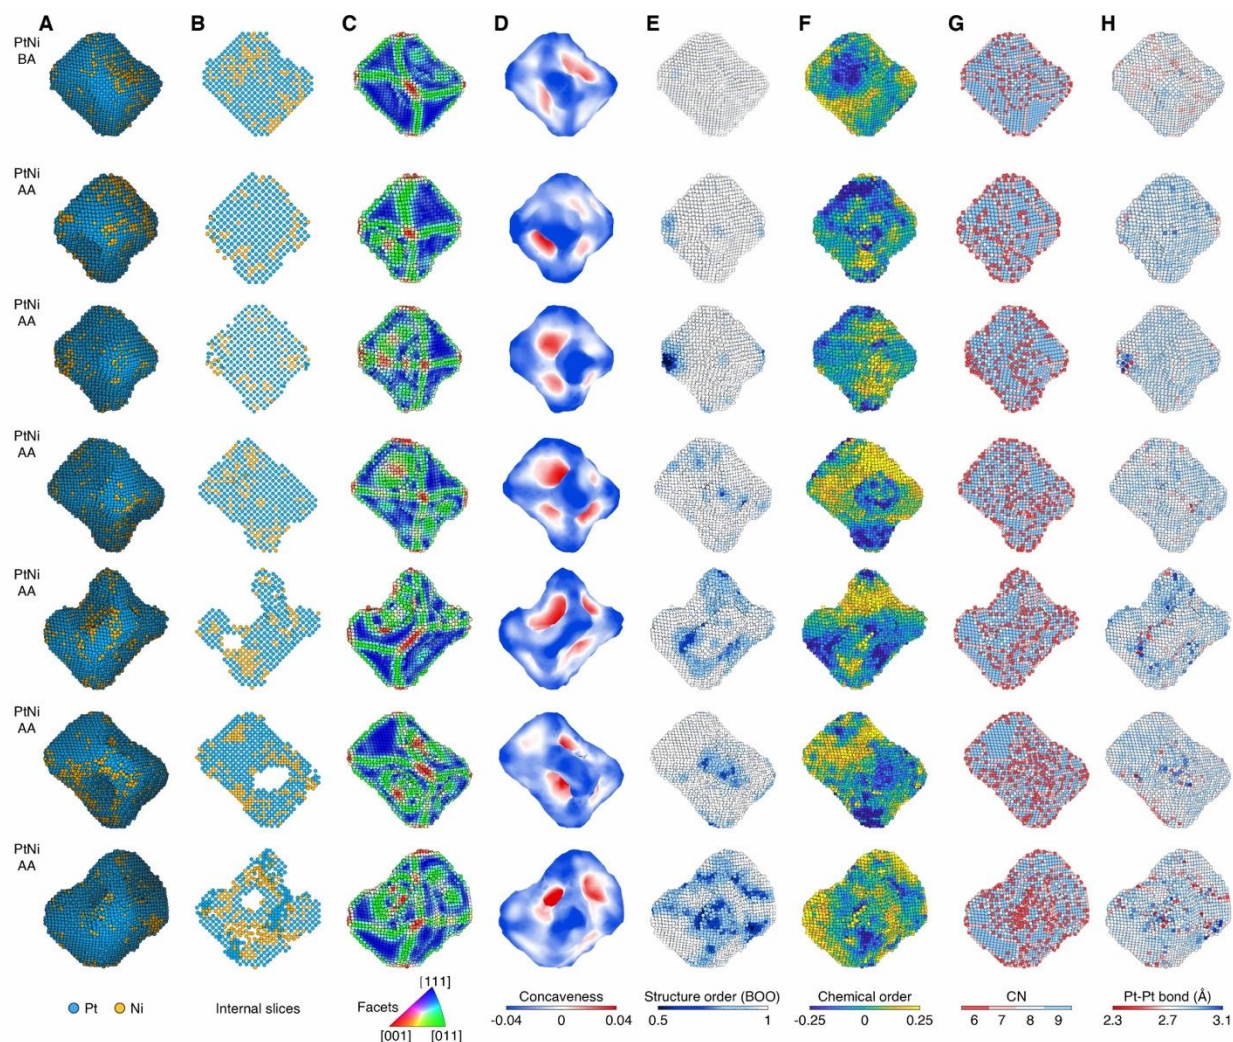 A B C D E F G H
PtNi
BA
PtNi
AA
PtNi
AA
PtNi
AA
PtNi
AA
PtNi
AA
PtNi
AA
Pt Ni
Internal slices
Facets
[111]
[001] [011]
Concaveness
-0.04 0 0.04
Structure order (BOO)
0.5 1
Chemical order
-0.25 0 0.25
CN
6 7 8 9
Pt-Pt bond (Å)
2.3 2.7 3.1